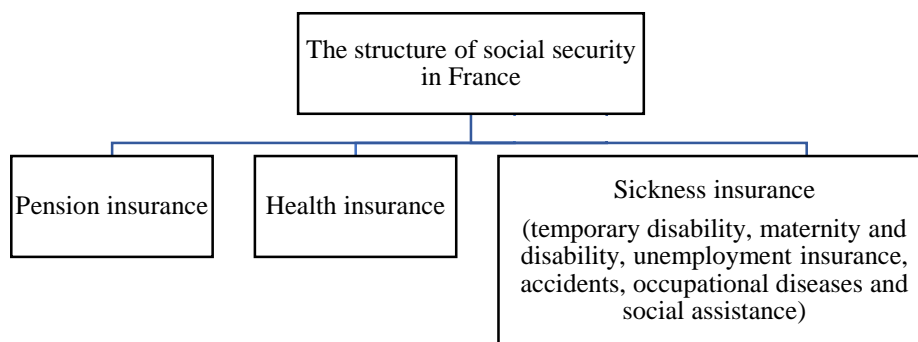 The structure of social security
in France
Pension insurance
Health insurance
Sickness insurance
(temporary disability, maternity and
disability, unemployment insurance,
accidents, occupational diseases and
social assistance)